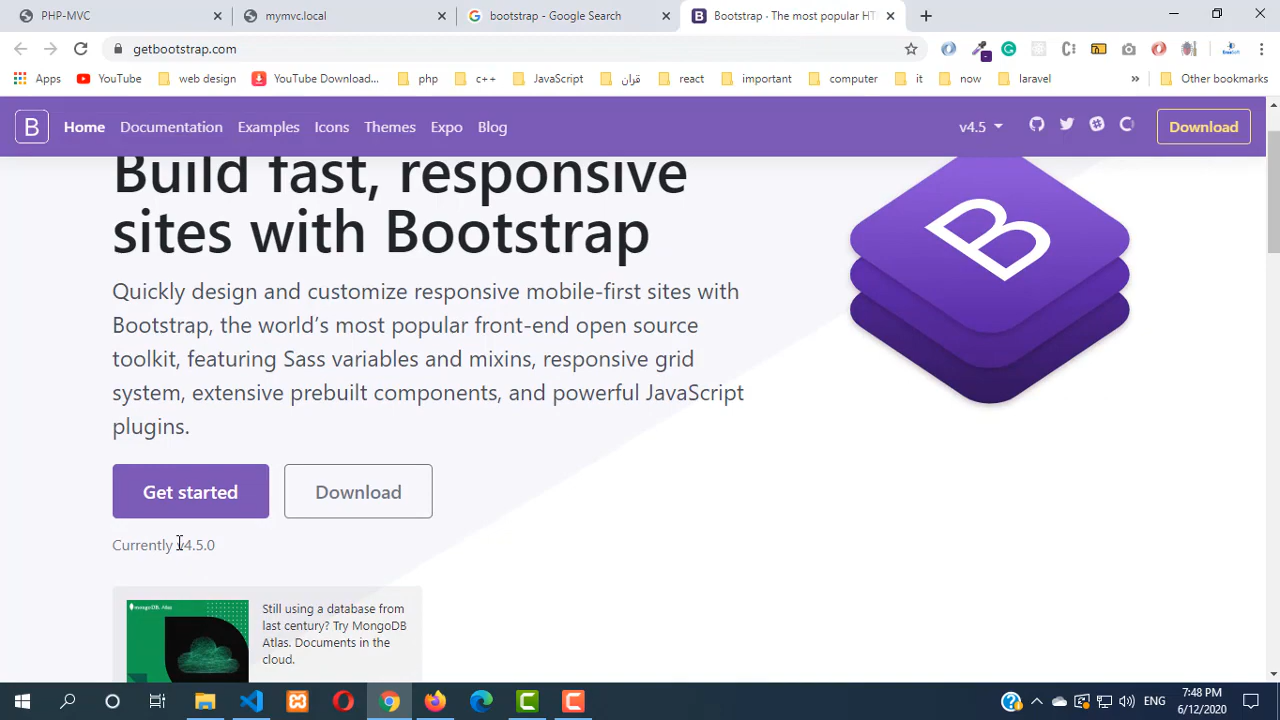 PHP-MVC
mymvc.local
bootstrap - Google Search
Bootstrap · The most popular HT
getbootstrap.com
Apps
YouTube
web design
YouTube Download...
php
c++
JavaScript
قران
react
important
computer
it
now
laravel
»
Other bookmarks
B
Home
Documentation
Examples
Icons
Themes
Expo
Blog
v4.5
Download
Build fast, responsive
sites with Bootstrap
B
Quickly design and customize responsive mobile-first sites with
Bootstrap, the world’s most popular front-end open source
toolkit, featuring Sass variables and mixins, responsive grid
system, extensive prebuilt components, and powerful JavaScript
plugins.
Get started
Download
Currently v4.5.0
mongoDB. Atlas
Still using a database from
last century? Try MongoDB
Atlas. Documents in the
cloud.
ENG
7:48 PM
6/12/2020